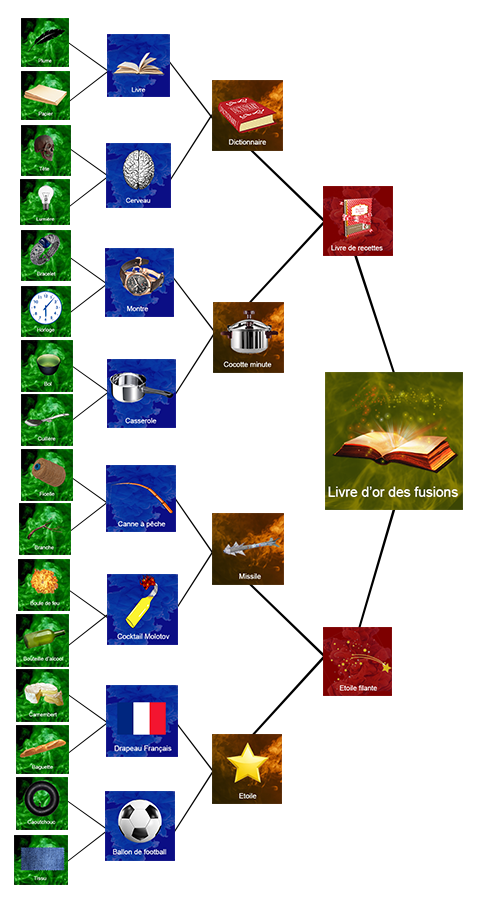 Plume
Papier
Tête
Lumière
Bracelet
Horloge
Bol
Cuillère
Ficelle
Branche
Boule de feu
Bouteille d'alcool
Camembert
Baguette
Caoutchouc
Tissu
Livre
Cerveau
Montre
Casserole
Canne à pêche
Cocktail Molotov
Drapeau Français
Ballon de football
DICTIONARY
Dictionnaire
Cocotte minute
Missile
Etoile
Livre de recettes
Etoile filante
Livre d'or des fusions